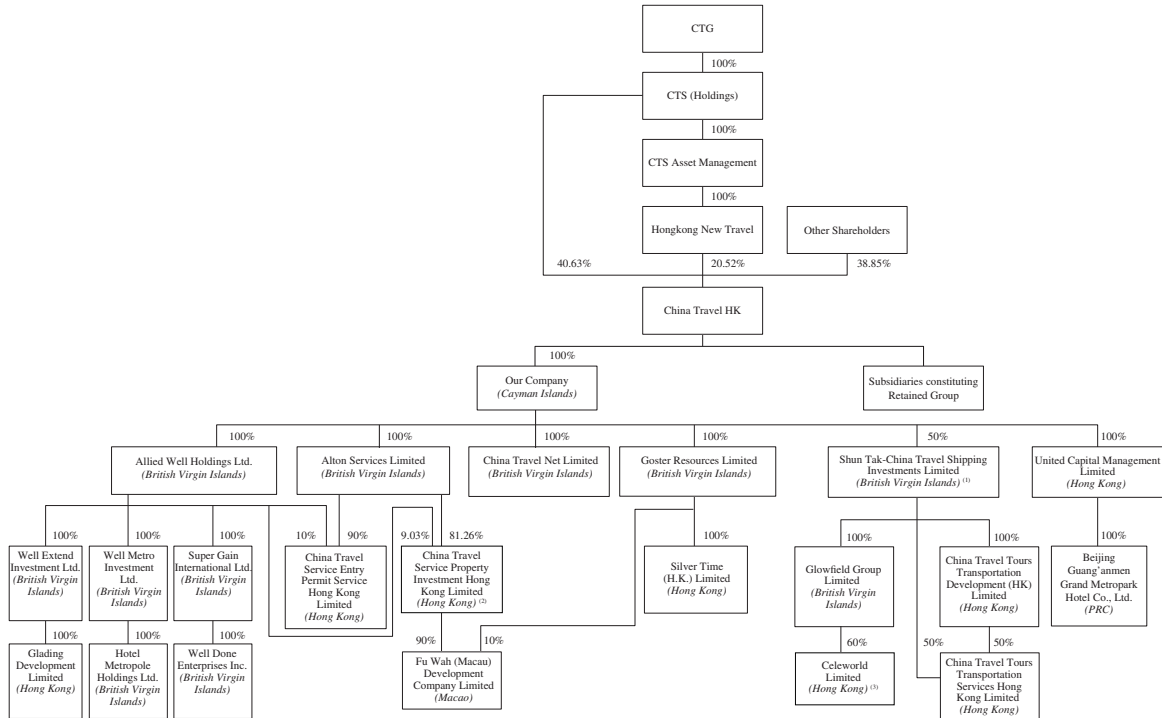 CTG
100%
CTS (Holdings)
100%
CTS Asset Management
100%
Hongkong New Travel
Other Shareholders
40.63%
20.52%
38.85%
China Travel HK
100%
Our Company
(Cayman Islands)
Subsidiaries constituting
Retained Group
100%
100%
100%
100%
50%
100%
Allied Well Holdings Ltd.
(British Virgin Islands)
Alton Services Limited
(British Virgin Islands)
China Travel Net Limited
(British Virgin Islands)
Goster Resources Limited
(British Virgin Islands)
Shun Tak-China Travel Shipping
Investments Limited
(British Virgin Islands) (1)
United Capital Management
Limited
(Hong Kong)
100%
100%
100%
10%
90%
9.03%
81.26%
100%
100%
100%
100%
Well Extend
Investment Ltd.
(British Virgin
Islands)
Well Metro
Investment
Ltd.
(British Virgin
Islands)
Super Gain
International Ltd.
(British Virgin
Islands)
China Travel
Service Entry
Permit Service
Hong Kong
Limited
(Hong Kong)
China Travel
Service Property
Investment Hong
Kong Limited
(Hong Kong) (2)
Silver Time
(H.K.) Limited
(Hong Kong)
Glowfield Group
Limited
(British Virgin
Islands)
China Travel Tours
Transportation
Development (HK)
Limited
(Hong Kong)
Beijing
Guang'anmen
Grand Metropark
Hotel Co., Ltd.
(PRC)
100%
100%
100%
90%
10%
60%
50%
50%
Glading
Development
Limited
(Hong Kong)
Hotel
Metropole
Holdings Ltd.
(British Virgin
Islands)
Well Done
Enterprises Inc.
(British Virgin
Islands)
Fu Wah (Macau)
Development
Company Limited
(Macao)
Celeworld
Limited
(Hong Kong) (3)
China Travel Tours
Transportation
Services Hong
Kong Limited
(Hong Kong)